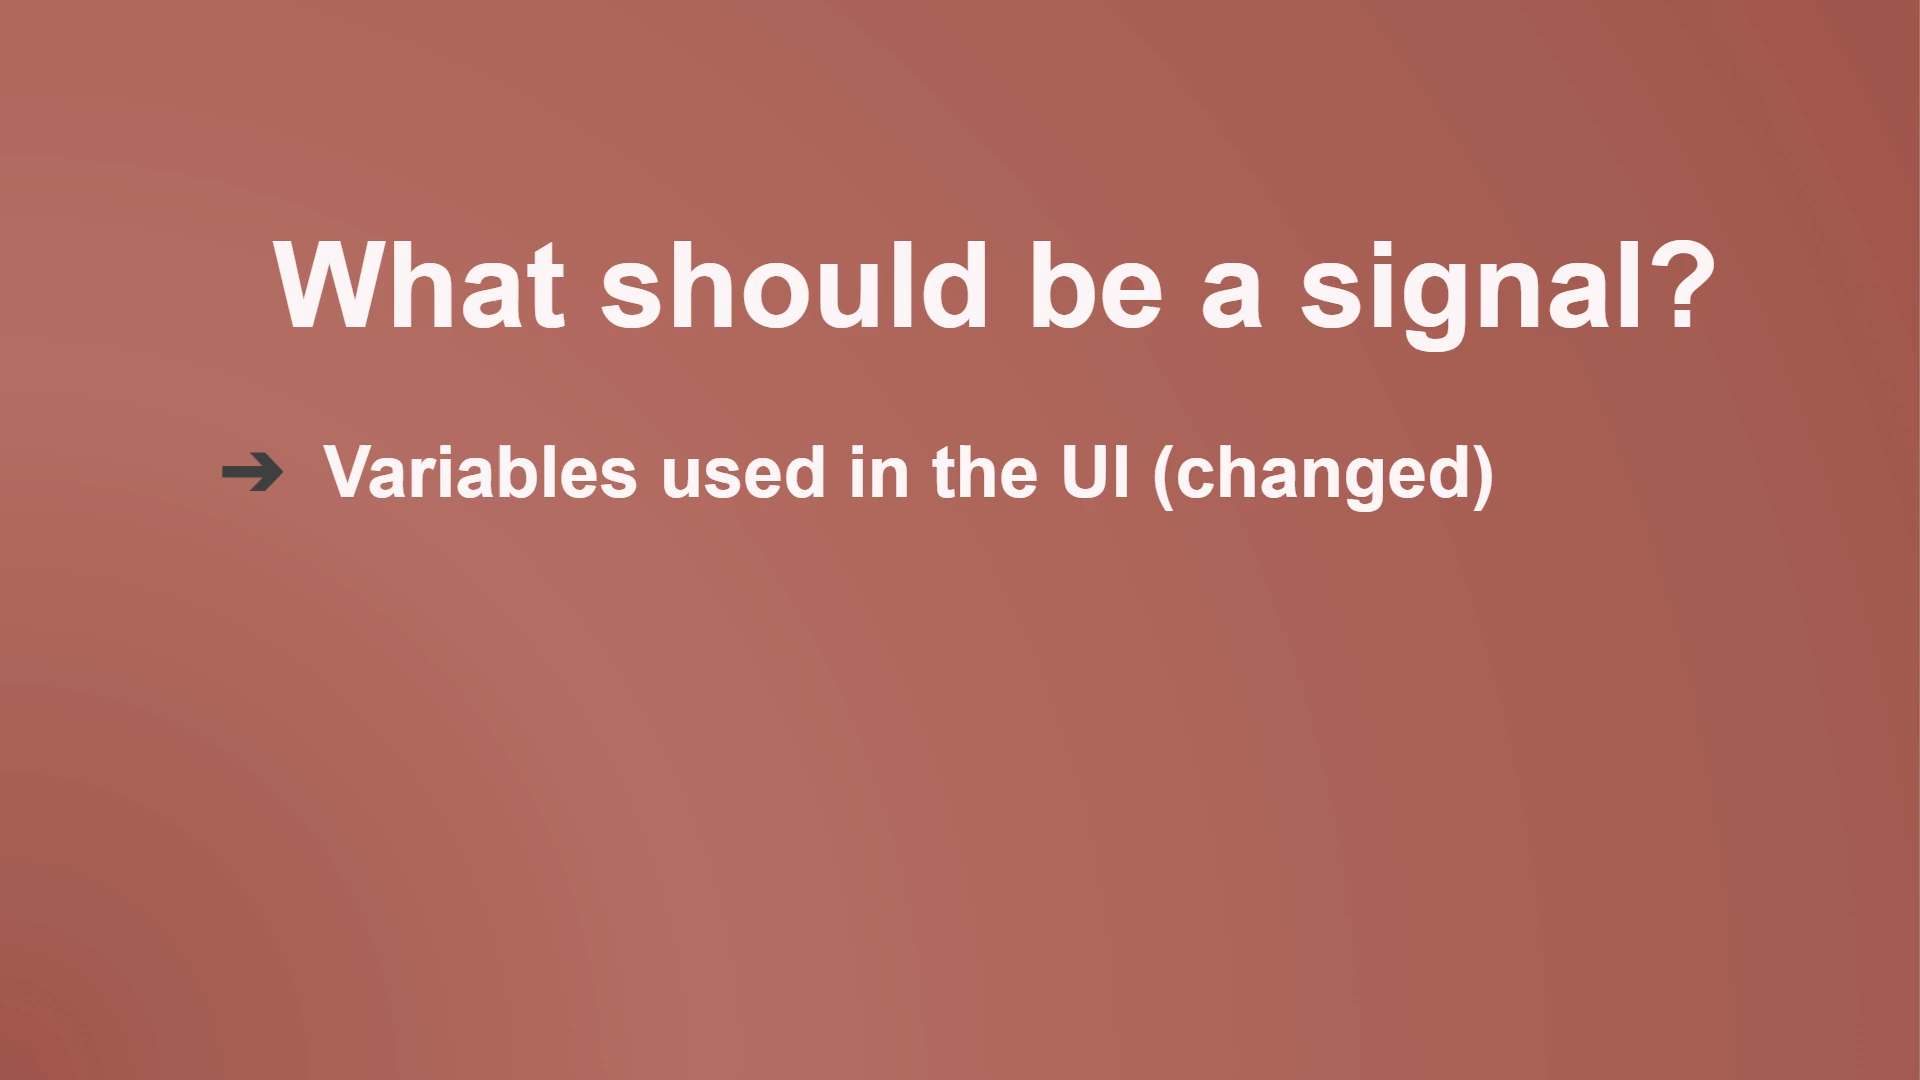 What should be a signal?
➔ Variables used in the UI (changed)